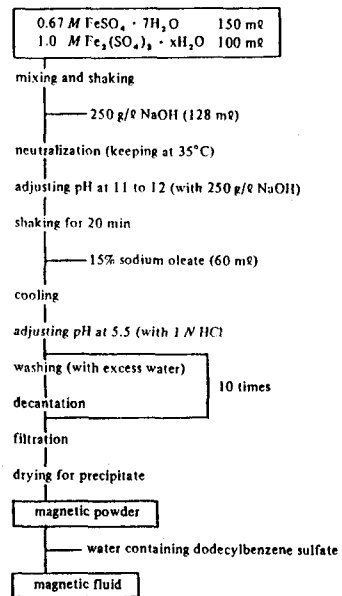 0.67 M FeSO₄ · 7H₂O 150 mℓ
1.0 M Fe₂(SO₄)₃ · xH₂O 100 mℓ
mixing and shaking
250 g/ℓ NaOH (128 mℓ)
neutralization (keeping at 35°C)
adjusting pH at 11 to 12 (with 250 g/ℓ NaOH)
shaking for 20 min
15% sodium oleate (60 mℓ)
cooling
adjusting pH at 5.5 (with 1 N HCl
washing (with excess water)
10 times
decantation
filtration
drying for precipitate
magnetic powder
water containing dodecylbenzene sulfate
magnetic fluid